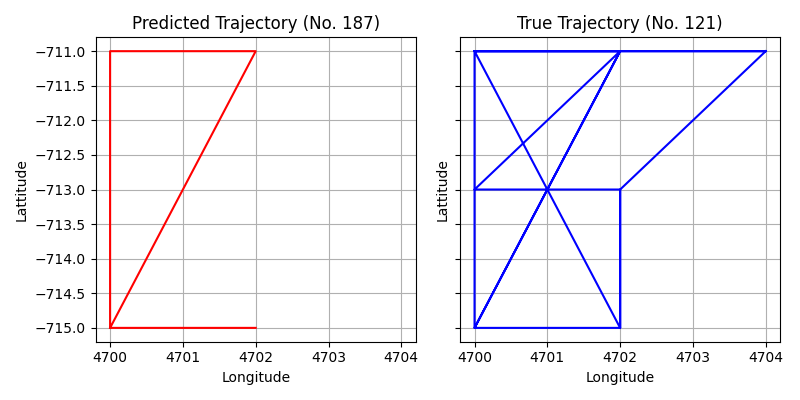 Predicted Trajectory (No. 187)
True Trajectory (No. 121)
Lattitude
−711.0
−711.5
−712.0
−712.5
−713.0
−713.5
−714.0
−714.5
−715.0
4700 4701 4702 4703 4704
Longitude
Lattitude
4700 4701 4702 4703 4704
Longitude